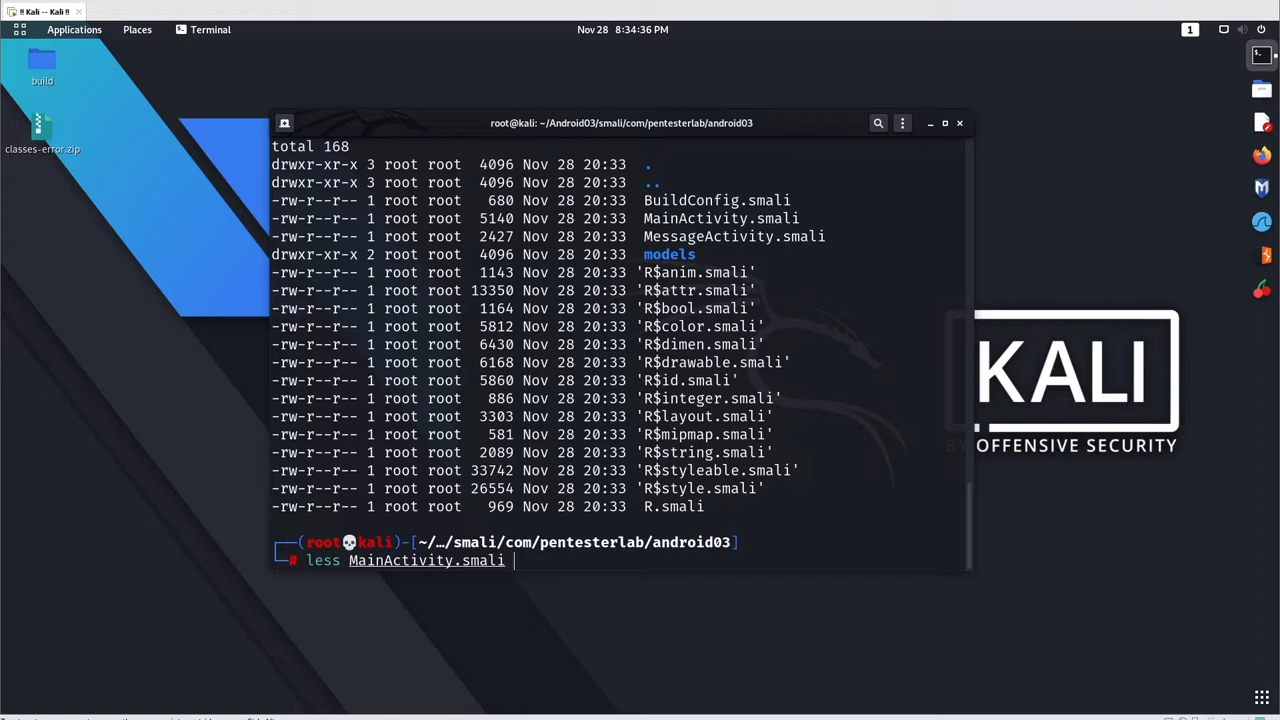 !! Kali -- Kali !!
Applications Places Terminal Nov 28 8:34:36 PM 1
build
classes-error.zip
root@kali: ~/Android03/smali/com/pentesterlab/android03
total 168
drwxr-xr-x 3 root root 4096 Nov 28 20:33 .
drwxr-xr-x 3 root root 4096 Nov 28 20:33 ..
-rw-r--r-- 1 root root 680 Nov 28 20:33 BuildConfig.smali
-rw-r--r-- 1 root root 5140 Nov 28 20:33 MainActivity.smali
-rw-r--r-- 1 root root 2427 Nov 28 20:33 MessageActivity.smali
drwxr-xr-x 2 root root 4096 Nov 28 20:33 models
-rw-r--r-- 1 root root 1143 Nov 28 20:33 'R$anim.smali'
-rw-r--r-- 1 root root 13350 Nov 28 20:33 'R$attr.smali'
-rw-r--r-- 1 root root 1164 Nov 28 20:33 'R$bool.smali'
-rw-r--r-- 1 root root 5812 Nov 28 20:33 'R$color.smali'
-rw-r--r-- 1 root root 6430 Nov 28 20:33 'R$dimen.smali'
-rw-r--r-- 1 root root 6168 Nov 28 20:33 'R$drawable.smali'
-rw-r--r-- 1 root root 5860 Nov 28 20:33 'R$id.smali'
-rw-r--r-- 1 root root 886 Nov 28 20:33 'R$integer.smali'
-rw-r--r-- 1 root root 3303 Nov 28 20:33 'R$layout.smali'
-rw-r--r-- 1 root root 581 Nov 28 20:33 'R$mipmap.smali'
-rw-r--r-- 1 root root 2089 Nov 28 20:33 'R$string.smali'
-rw-r--r-- 1 root root 33742 Nov 28 20:33 'R$styleable.smali'
-rw-r--r-- 1 root root 26554 Nov 28 20:33 'R$style.smali'
-rw-r--r-- 1 root root 969 Nov 28 20:33 R.smali
┌──(root💀kali)-[~/…/smali/com/pentesterlab/android03]
└─# less MainActivity.smali
KALI
BY OFFENSIVE SECURITY